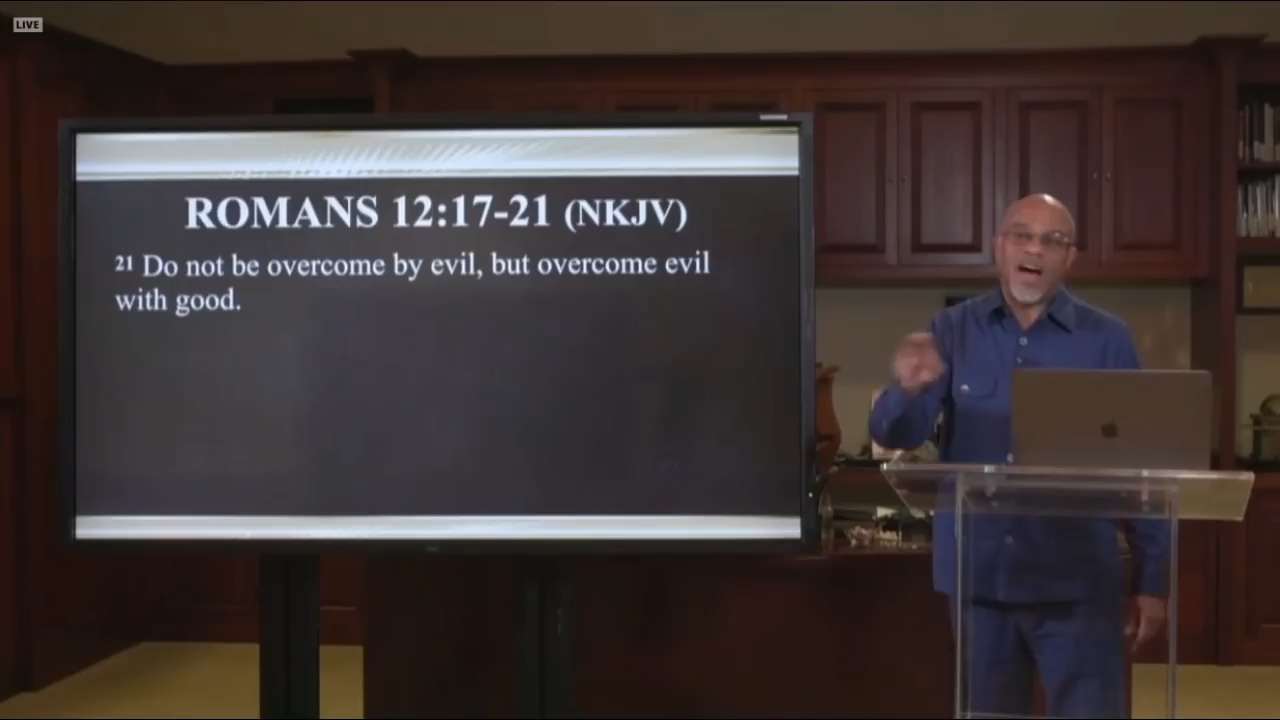 LIVE
ROMANS 12:17-21 (NKJV)
21 Do not be overcome by evil, but overcome evil
with good.